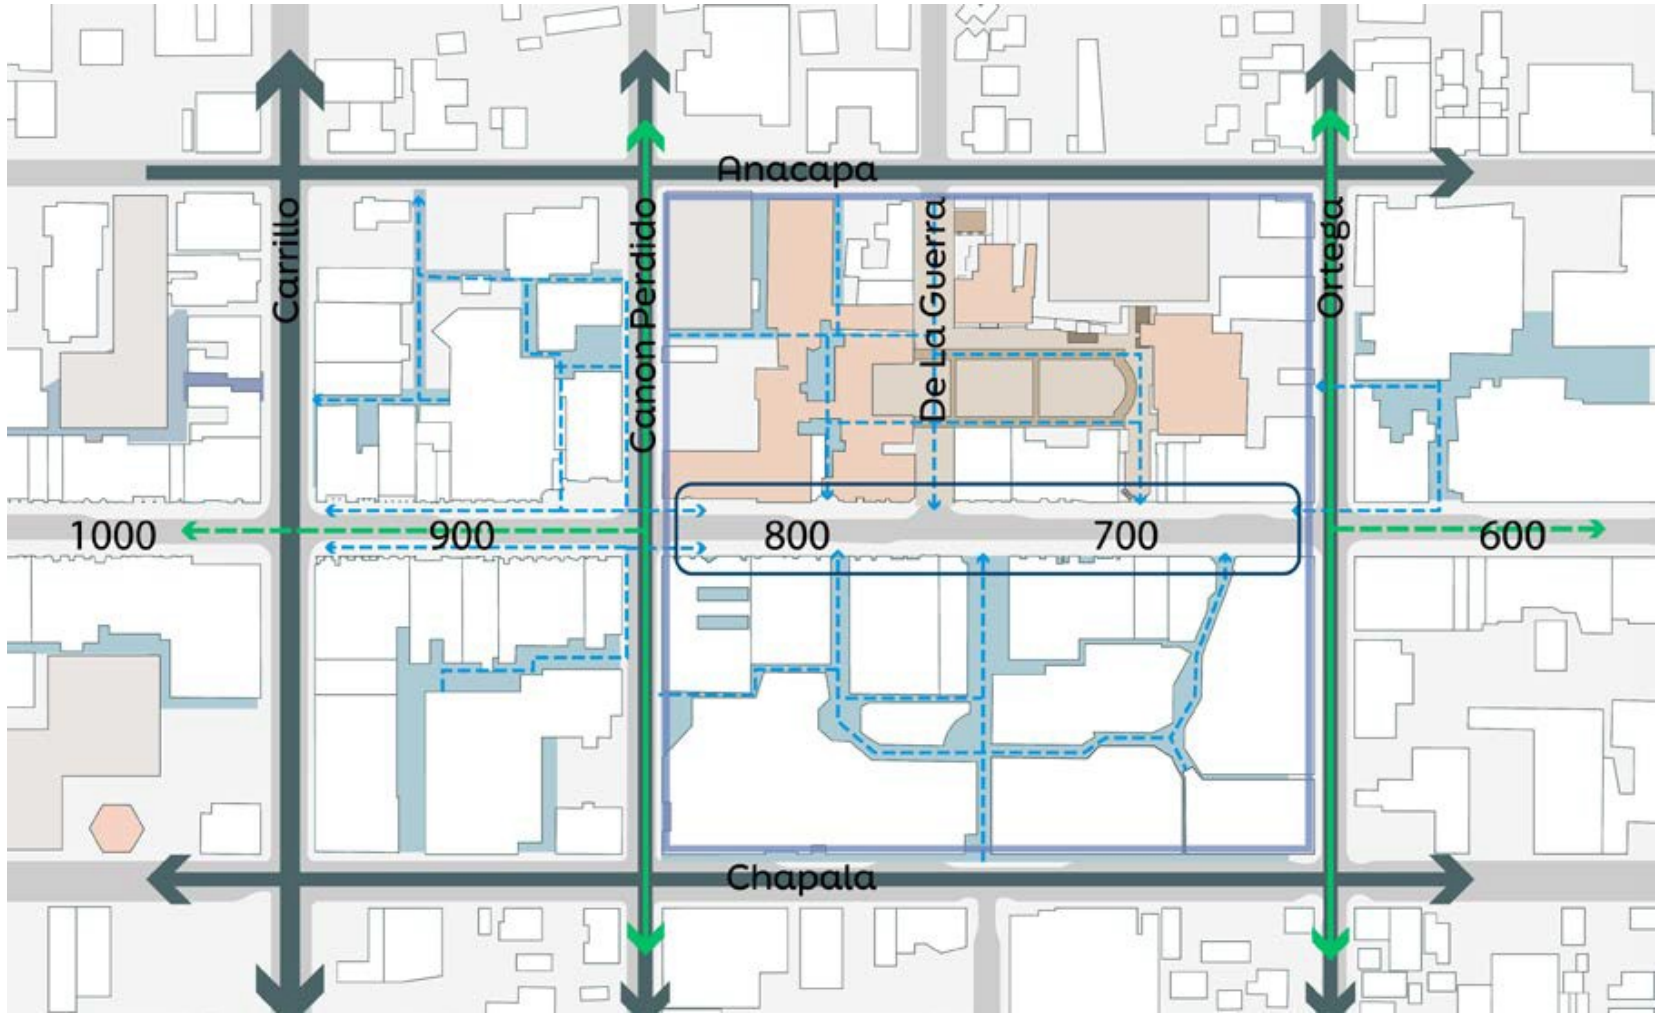 Anacapa
Carrillo
Canon Perdido
De La Guerra
Ortega
1000
900
800
700
600
Chapala